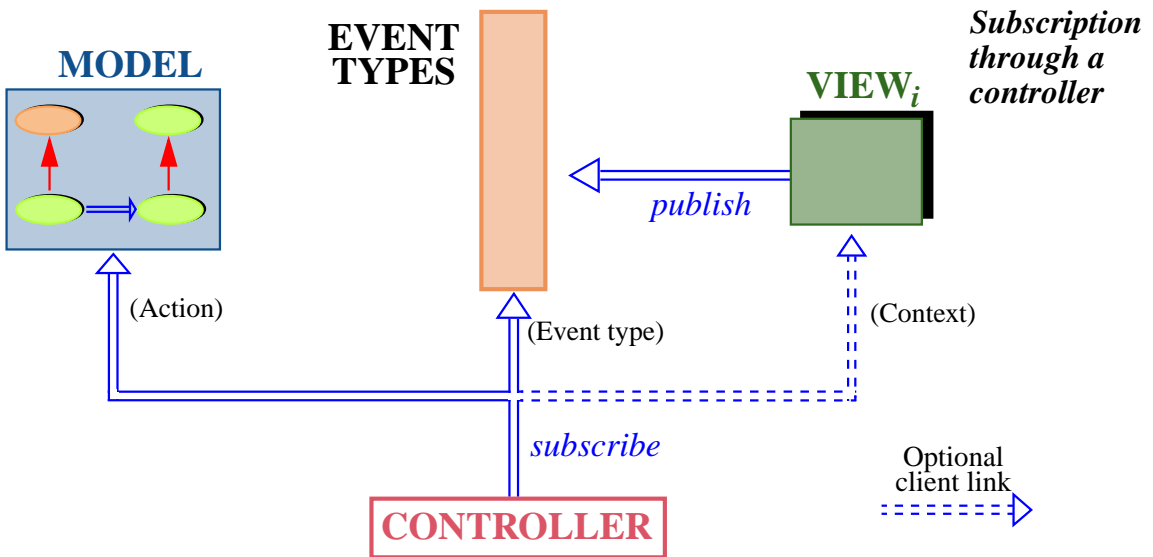 EVENT
TYPES
Subscription
through a
controller
MODEL
VIEWi
publish
(Action)
(Event type)
(Context)
subscribe
Optional
client link
CONTROLLER